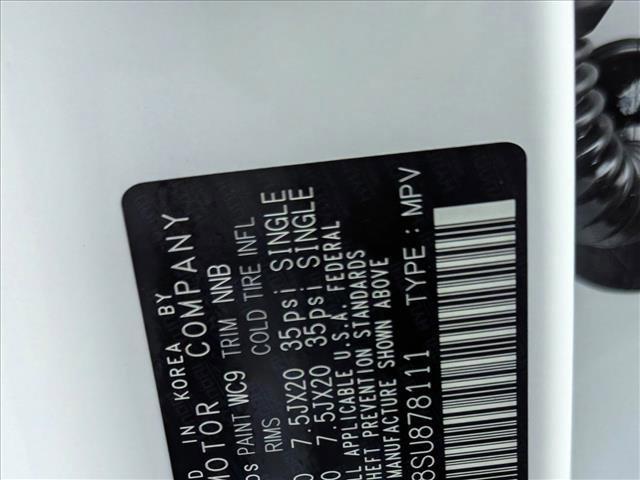 D IN KOREA BY
MOTOR COMPANY
PAINT WC9 TRIM NNB
RIMS COLD TIRE INFL
7.5JX20 35psi SINGLE
7.5JX20 35psi SINGLE
LL APPLICABLE U.S.A. FEDERAL
HEFT PREVENTION STANDARDS
MANUFACTURE SHOWN ABOVE
8SU878111 TYPE : MPV